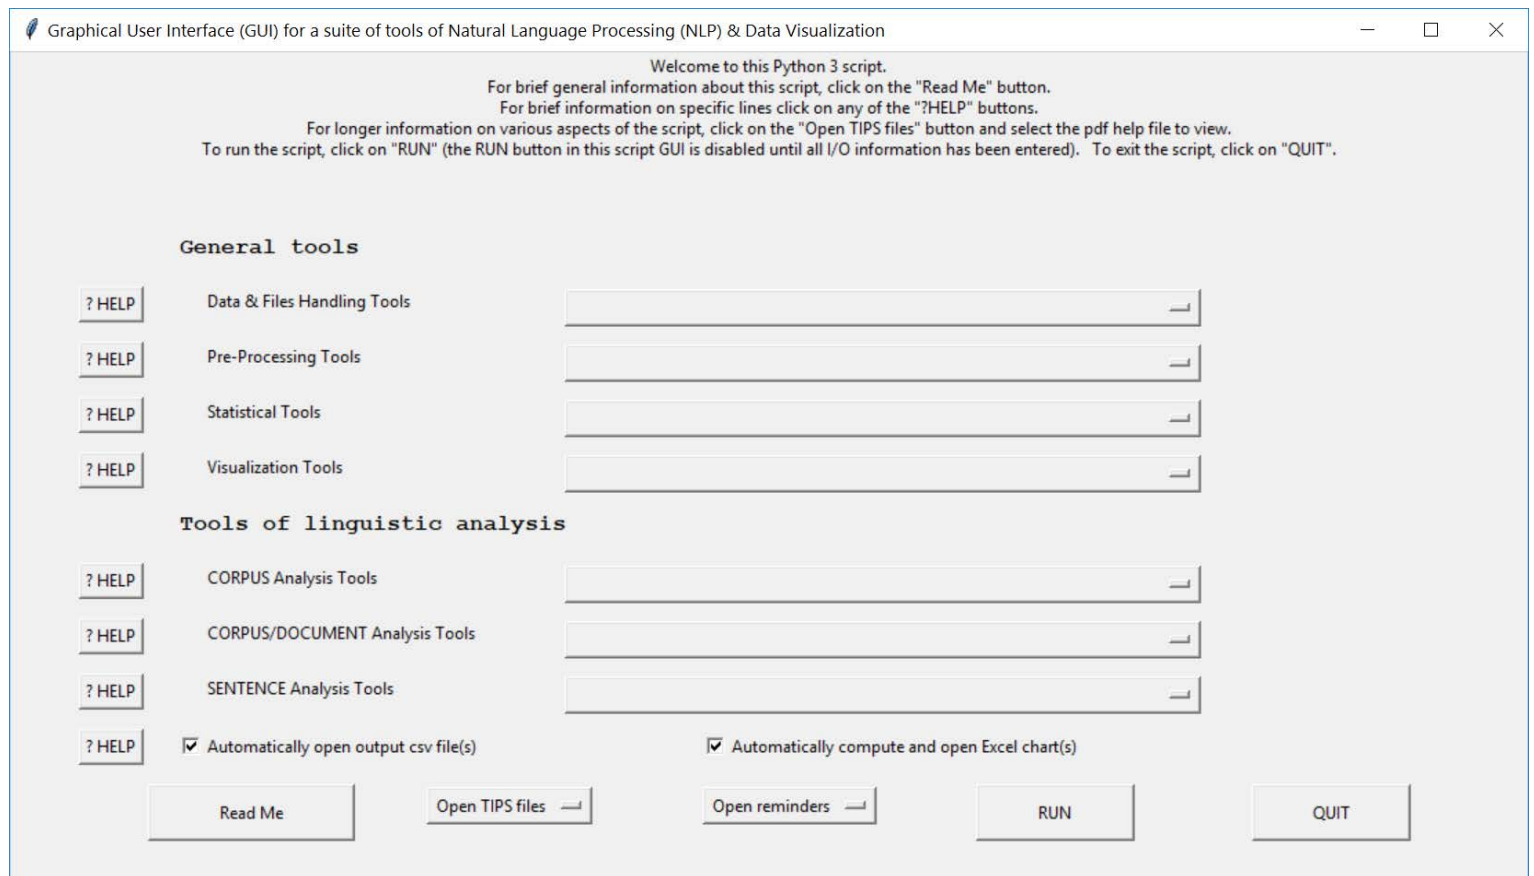 Graphical User Interface (GUI) for a suite of tools of Natural Language Processing (NLP) & Data Visualization
Welcome to this Python 3 script.
For brief general information about this script, click on the "Read Me" button.
For brief information on specific lines click on any of the "?HELP" buttons.
For longer information on various aspects of the script, click on the "Open TIPS files" button and select the pdf help file to view.
To run the script, click on "RUN" (the RUN button in this script GUI is disabled until all I/O information has been entered).   To exit the script, click on "QUIT".
General tools
? HELP Data & Files Handling Tools
? HELP Pre-Processing Tools
? HELP Statistical Tools
? HELP Visualization Tools
Tools of linguistic analysis
? HELP CORPUS Analysis Tools
? HELP CORPUS/DOCUMENT Analysis Tools
? HELP SENTENCE Analysis Tools
? HELP Automatically open output csv file(s) Automatically compute and open Excel chart(s)
Read Me Open TIPS files Open reminders RUN QUIT